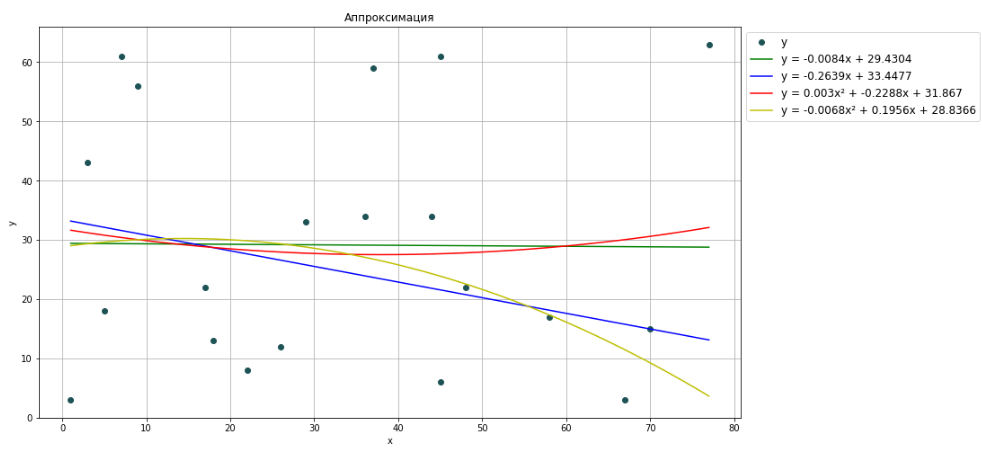 Аппроксимация
y
y = -0.0084x + 29.4304
y = -0.2639x + 33.4477
y = 0.003x² + -0.2288x + 31.867
y = -0.0068x² + 0.1956x + 28.8366
60
50
40
30
20
10
0
y
0 10 20 30 40 50 60 70 80
x